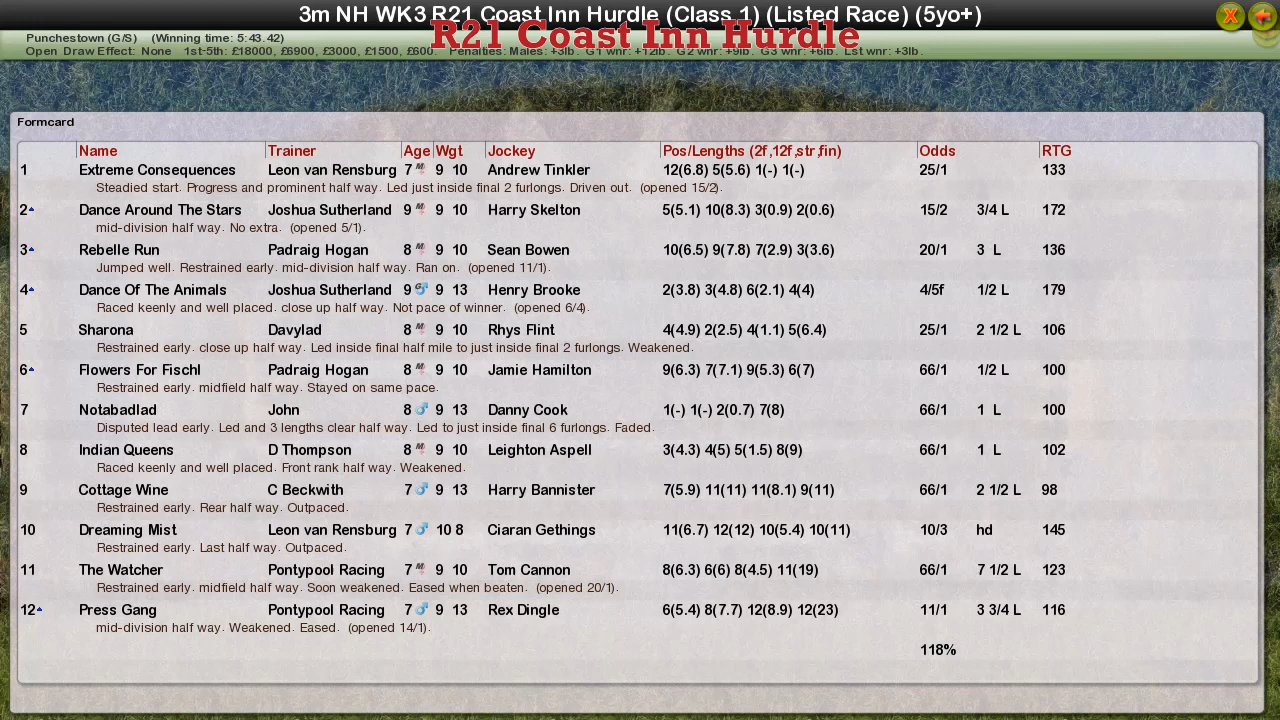 3m NH WK3 R21 Coast Inn Hurdle (Class 1) (Listed Race) (5yo+)
R21 Coast Inn Hurdle
Punchestown (G/S) (Winning time: 5:43.42)
Open Draw Effect: None 1st-5th: £18000, £6900, £3000, £1500, £600. Penalties: Males: +3lb. G1 wnr: +12lb. G2 wnr: +9lb. G3 wnr: +6lb. Lst wnr: +3lb.
Formcard
Name Trainer Age Wgt Jockey Pos/Lengths (2f,12f,str,fin) Odds RTG
1 Extreme Consequences Leon van Rensburg 7 M 9 10 Andrew Tinkler 12(6.8) 5(5.6) 1(-) 1(-) 25/1 133
Steadied start. Progress and prominent half way. Led just inside final 2 furlongs. Driven out. (opened 15/2).
2 Dance Around The Stars Joshua Sutherland 9 M 9 10 Harry Skelton 5(5.1) 10(8.3) 3(0.9) 2(0.6) 15/2 3/4 L 172
mid-division half way. No extra. (opened 5/1).
3 Rebelle Run Padraig Hogan 8 M 9 10 Sean Bowen 10(6.5) 9(7.8) 7(2.9) 3(3.6) 20/1 3 L 136
Jumped well. Restrained early. mid-division half way. Ran on. (opened 11/1).
4 Dance Of The Animals Joshua Sutherland 9 G 9 13 Henry Brooke 2(3.8) 3(4.8) 6(2.1) 4(4) 4/5f 1/2 L 179
Raced keenly and well placed. close up half way. Not pace of winner. (opened 6/4).
5 Sharona Davylad 8 M 9 10 Rhys Flint 4(4.9) 2(2.5) 4(1.1) 5(6.4) 25/1 2 1/2 L 106
Restrained early. close up half way. Led inside final half mile to just inside final 2 furlongs. Weakened.
6 Flowers For Fischl Padraig Hogan 8 M 9 10 Jamie Hamilton 9(6.3) 7(7.1) 9(5.3) 6(7) 66/1 1/2 L 100
Restrained early. midfield half way. Stayed on same pace.
7 Notabadlad John 8 9 13 Danny Cook 1(-) 1(-) 2(0.7) 7(8) 66/1 1 L 100
Disputed lead early. Led and 3 lengths clear half way. Led to just inside final 6 furlongs. Faded.
8 Indian Queens D Thompson 8 M 9 10 Leighton Aspell 3(4.3) 4(5) 5(1.5) 8(9) 66/1 1 L 102
Raced keenly and well placed. Front rank half way. Weakened.
9 Cottage Wine C Beckwith 7 9 13 Harry Bannister 7(5.9) 11(11) 11(8.1) 9(11) 66/1 2 1/2 L 98
Restrained early. Rear half way. Outpaced.
10 Dreaming Mist Leon van Rensburg 7 10 8 Ciaran Gethings 11(6.7) 12(12) 10(5.4) 10(11) 10/3 hd 145
Restrained early. Last half way. Outpaced.
11 The Watcher Pontypool Racing 7 M 9 10 Tom Cannon 8(6.3) 6(6) 8(4.5) 11(19) 66/1 7 1/2 L 123
Restrained early. midfield half way. Soon weakened. Eased when beaten. (opened 20/1).
12 Press Gang Pontypool Racing 7 9 13 Rex Dingle 6(5.4) 8(7.7) 12(8.9) 12(23) 11/1 3 3/4 L 116
mid-division half way. Weakened. Eased. (opened 14/1).
118%